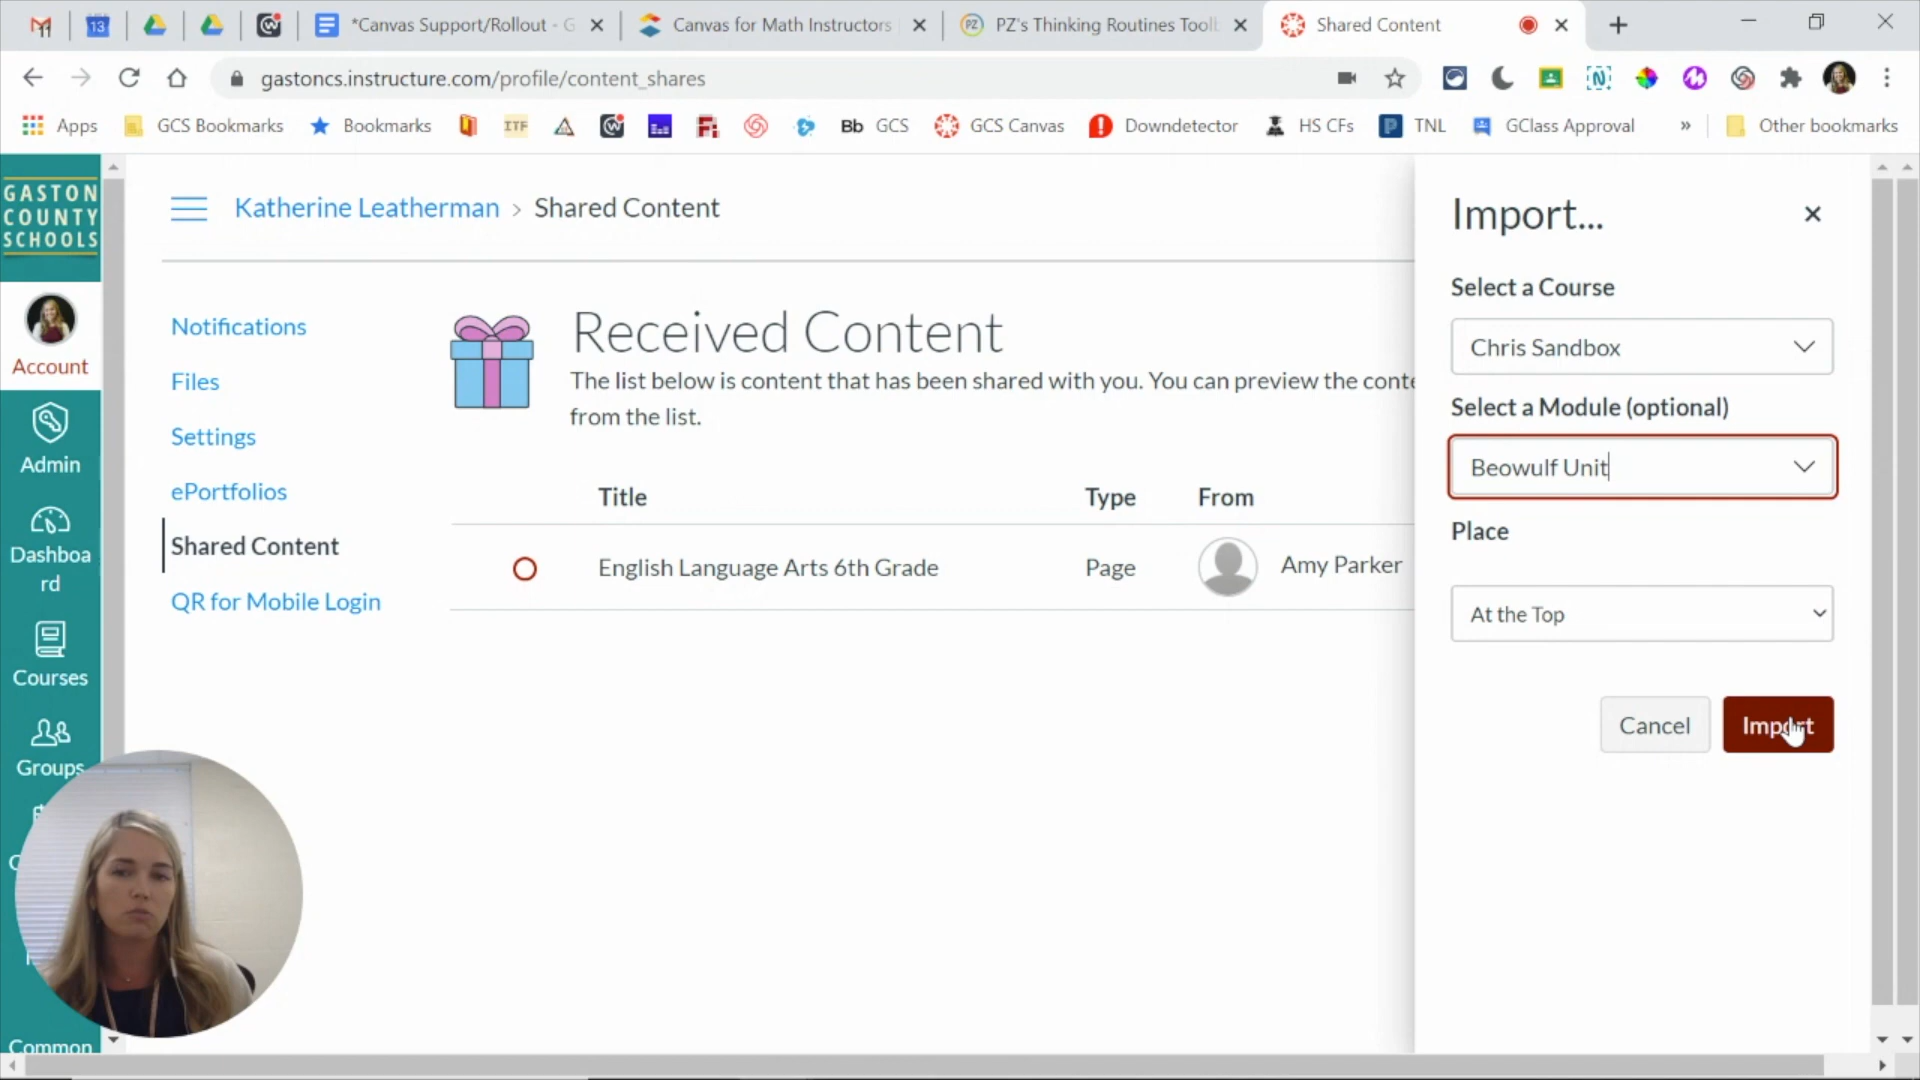 13
*Canvas Support/Rollout - G
Canvas for Math Instructors
PZ
PZ's Thinking Routines Toolb
Shared Content
gastoncs.instructure.com/profile/content_shares
Apps
GCS Bookmarks
Bookmarks
ITF
Bb
GCS
GCS Canvas
Downdetector
HS CFs
TNL
GClass Approval
»
Other bookmarks
GASTON
COUNTY
SCHOOLS
Account
Admin
Dashboa
rd
Courses
Groups
Common
Katherine Leatherman > Shared Content
Notifications
Files
Settings
ePortfolios
Shared Content
QR for Mobile Login
Received Content
The list below is content that has been shared with you. You can preview the conte
from the list.
Title Type From
English Language Arts 6th Grade Page Amy Parker
Import...
Select a Course
Chris Sandbox
Select a Module (optional)
Beowulf Unit
Place
At the Top
Cancel
Import